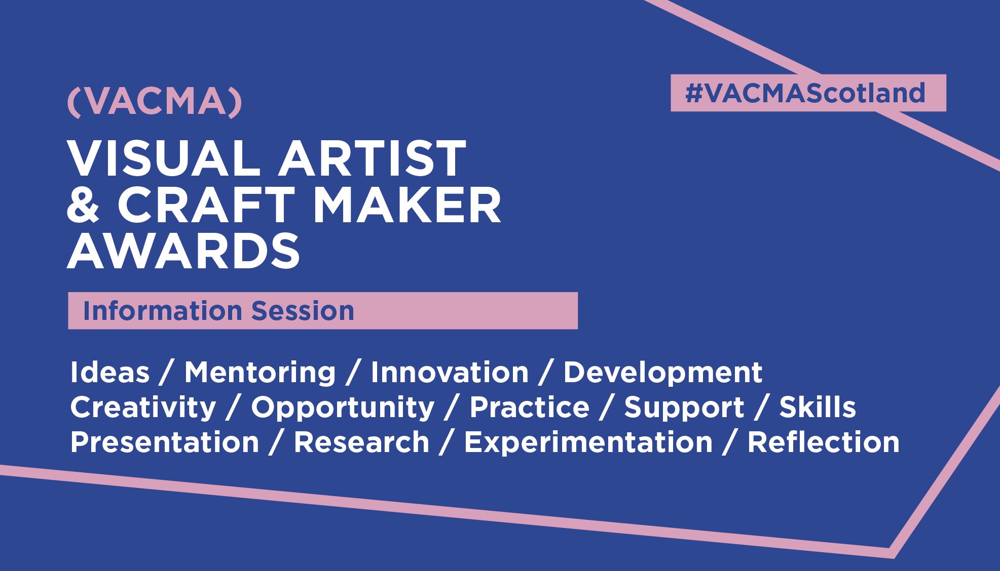 (VACMA)
#VACMAScotland
VISUAL ARTIST
& CRAFT MAKER
AWARDS
Information Session
Ideas / Mentoring / Innovation / Development
Creativity / Opportunity / Practice / Support / Skills
Presentation / Research / Experimentation / Reflection